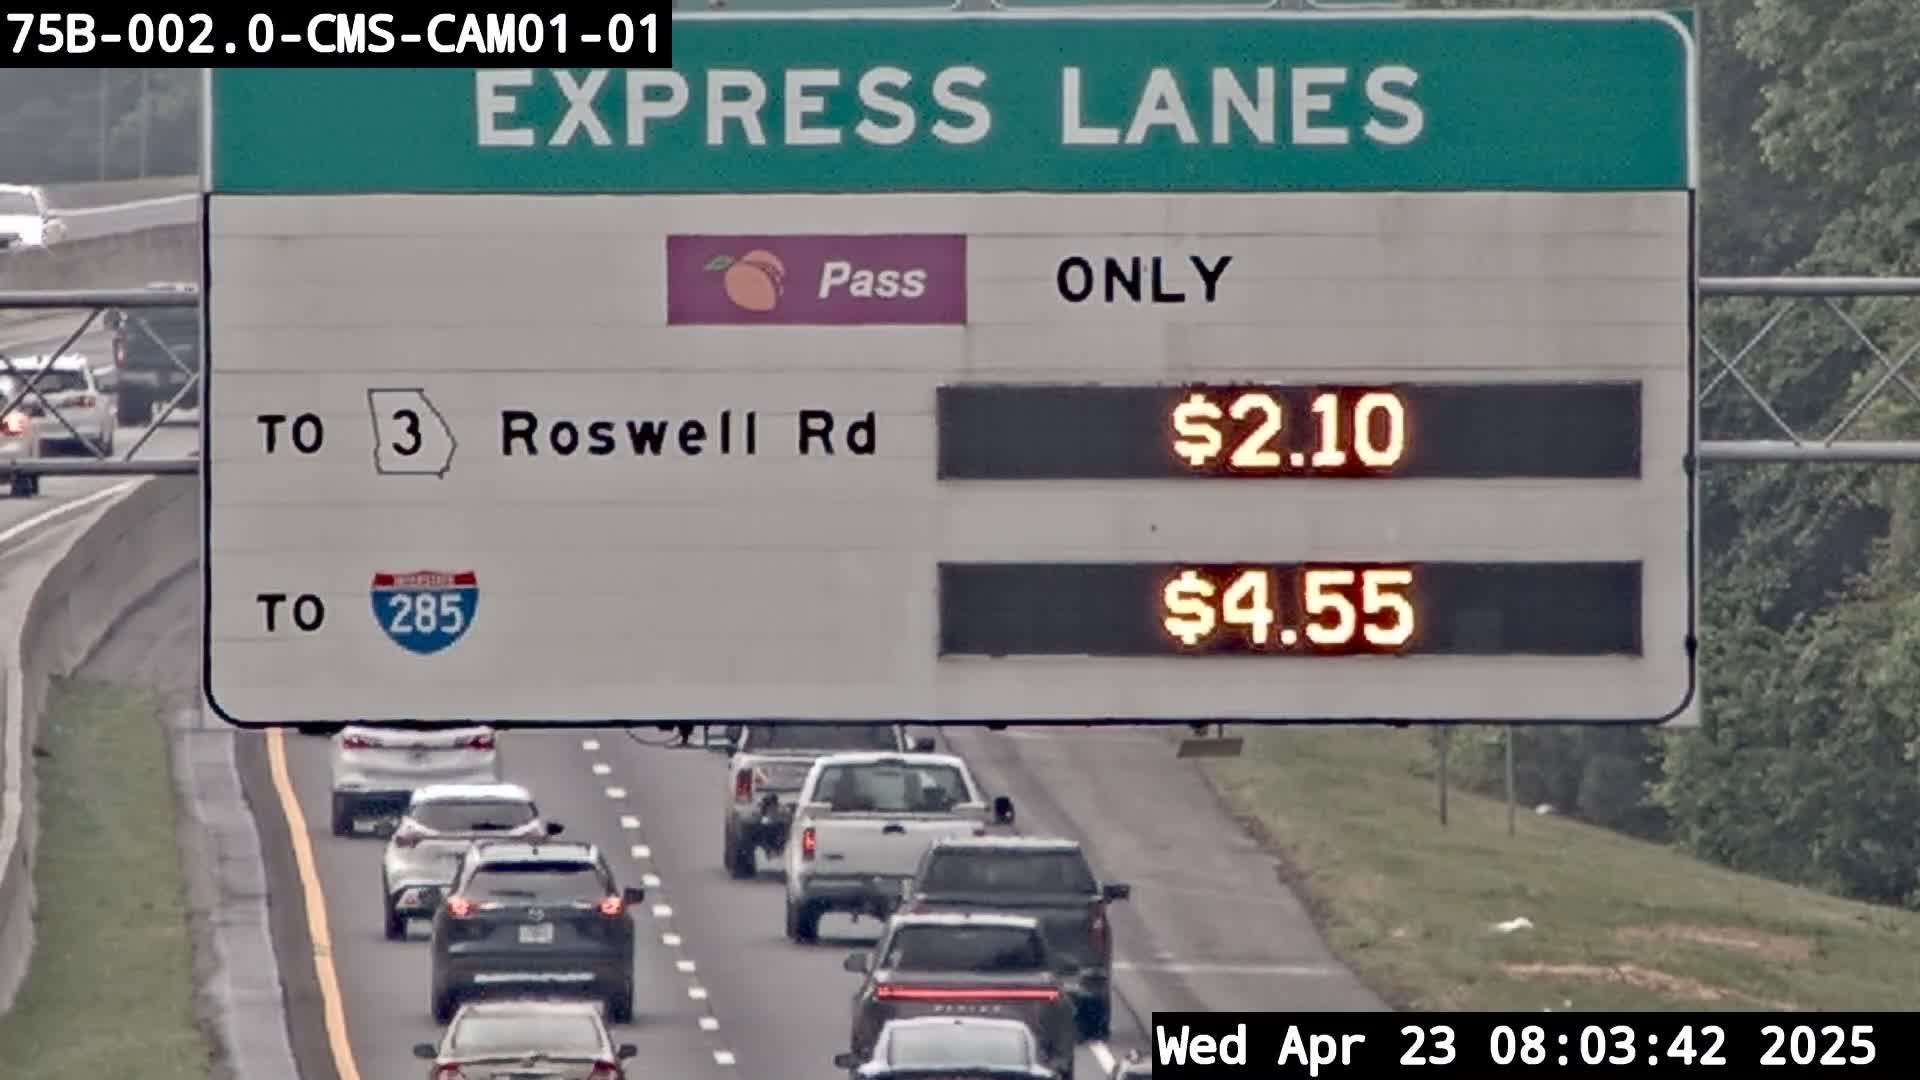 75B-002.0-CMS-CAM01-01
EXPRESS LANES
Pass ONLY
TO 3 Roswell Rd $2.10
INTERSTATE
TO 285 $4.55
Wed Apr 23 08:03:42 2025